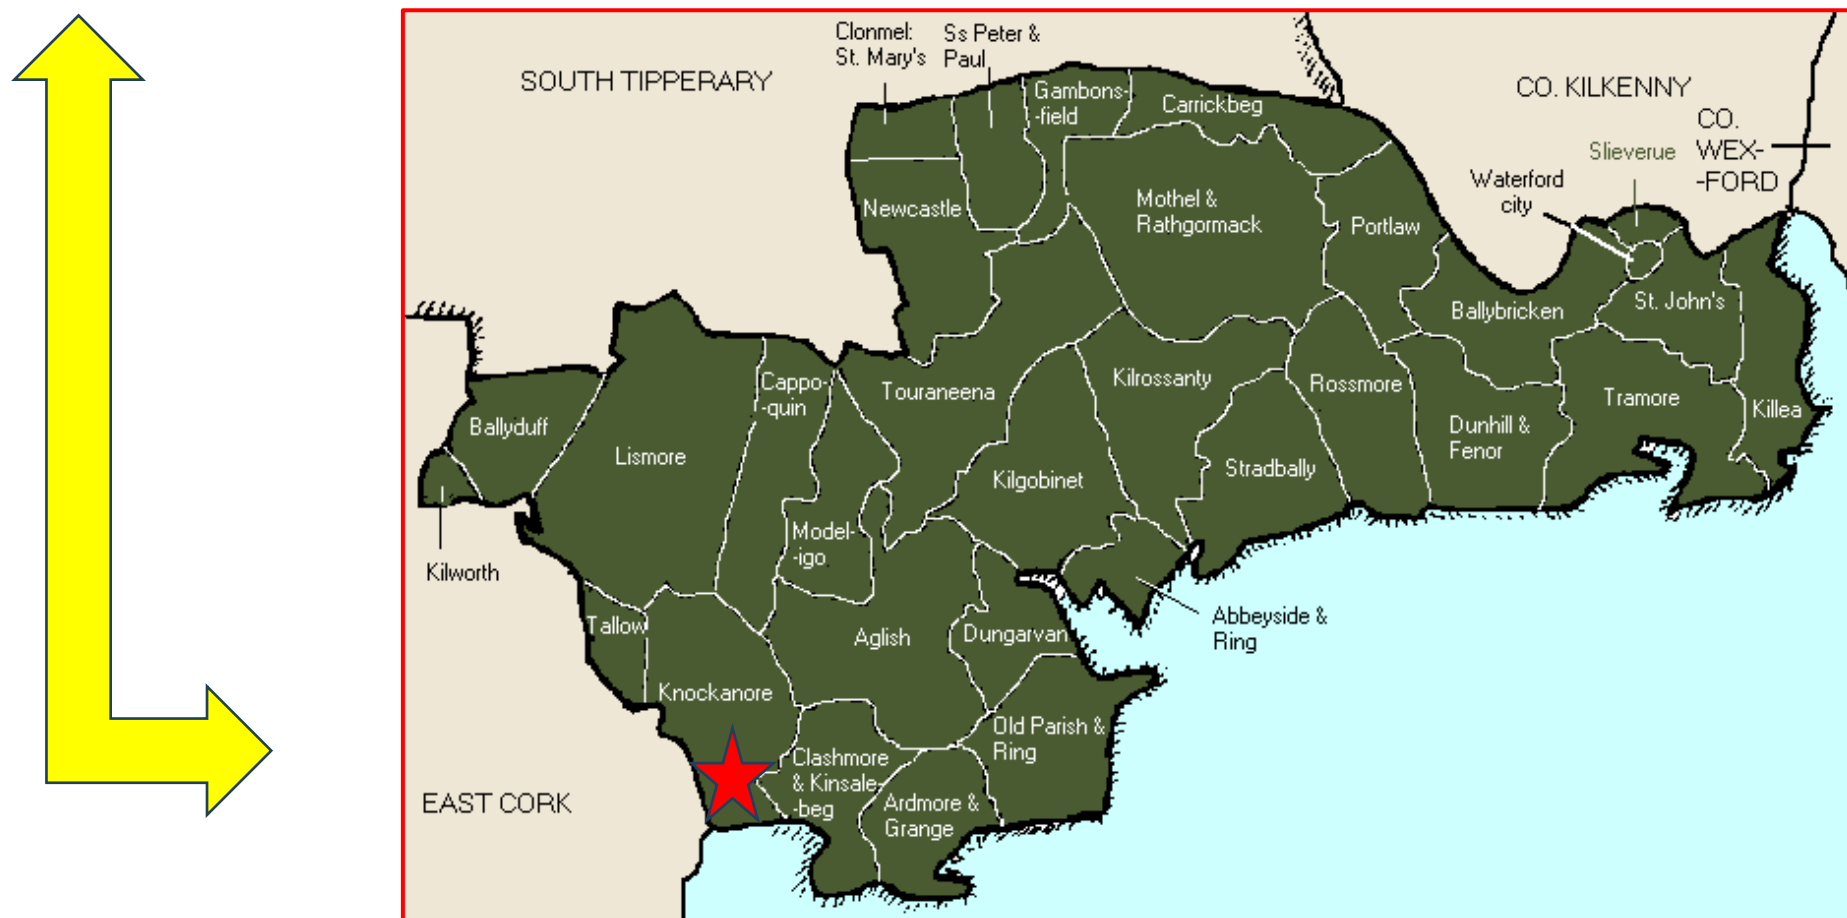 Clonmel:
St. Mary's
Ss Peter &
Paul
SOUTH TIPPERARY
Gambons-
-field
Carrickbeg
CO. KILKENNY
CO.
WEX-
-FORD
Slieverue
Waterford
city
Newcastle
Mothel &
Rathgormack
Portlaw
Ballybricken
St. John's
Cappo-
-quin
Touraneena
Kilrossanty
Rossmore
Tramore
Killea
Ballyduff
Lismore
Dunhill &
Fenor
Kilgobinet
Stradbally
Model-
-igo
Kilworth
Abbeyside &
Ring
Tallow
Aglish
Dungarvan
Knockanore
Old Parish &
Ring
Clashmore
& Kinsale-
-beg
Ardmore &
Grange
EAST CORK